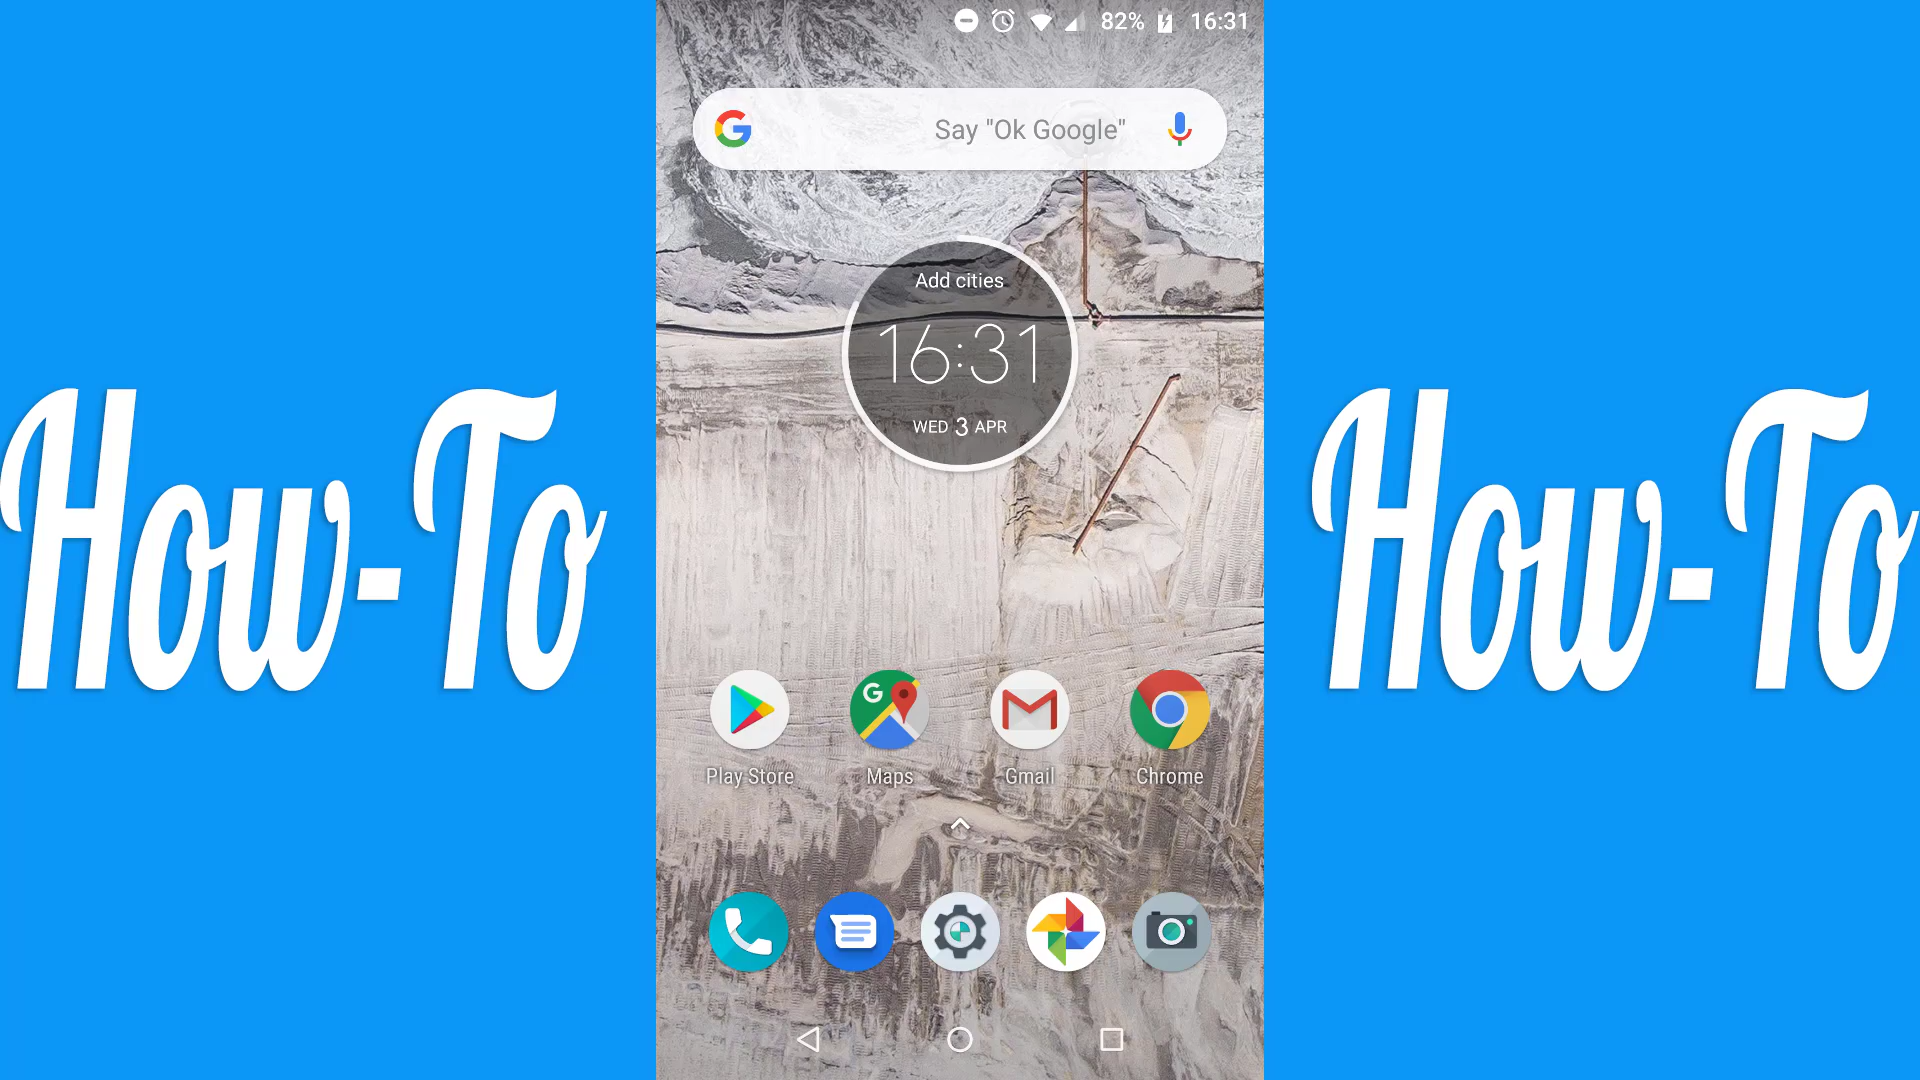 82% 16:31
Say "Ok Google"
Add cities
16:31
WED 3 APR
How-To
How-To
Play Store Maps Gmail Chrome